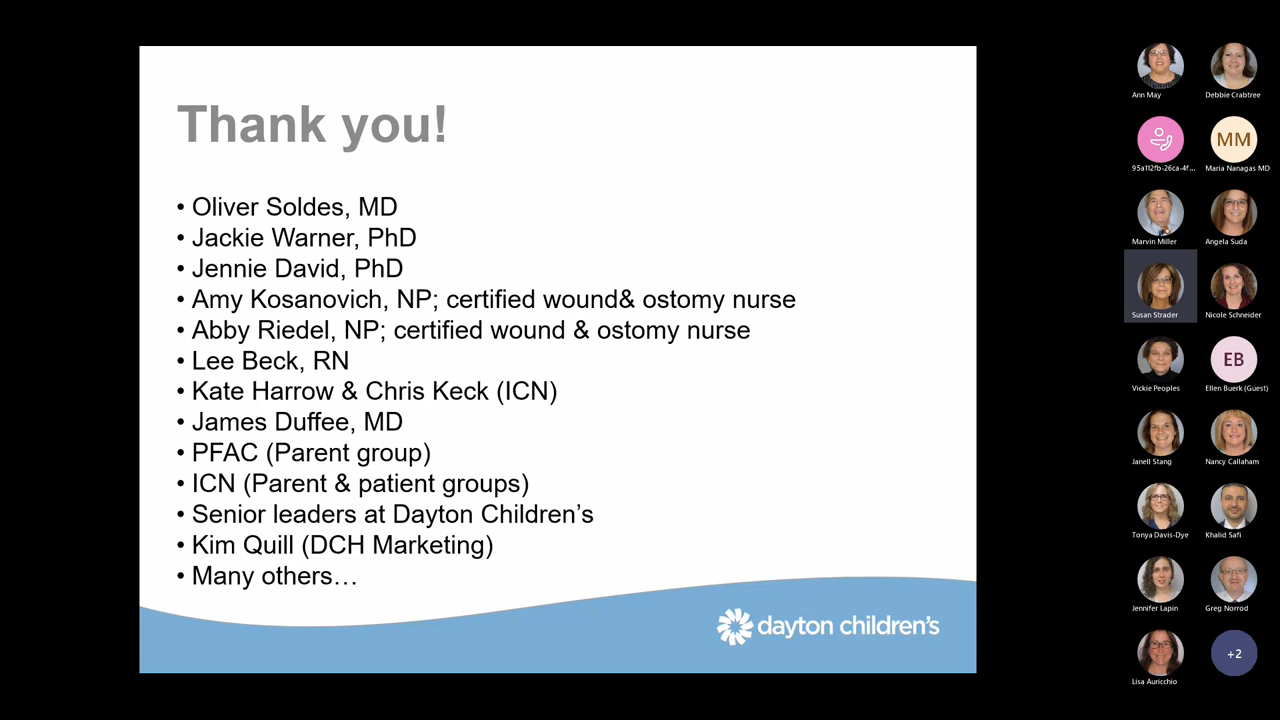 Thank you!
• Oliver Soldes, MD
• Jackie Warner, PhD
• Jennie David, PhD
• Amy Kosanovich, NP; certified wound& ostomy nurse
• Abby Riedel, NP; certified wound & ostomy nurse
• Lee Beck, RN
• Kate Harrow & Chris Keck (ICN)
• James Duffee, MD
• PFAC (Parent group)
• ICN (Parent & patient groups)
• Senior leaders at Dayton Children’s
• Kim Quill (DCH Marketing)
• Many others…
dayton children's
Ann May
Debbie Crabtree
95a112fb-26ca-4f...
MM
Maria Nanagas MD
Marvin Miller
Angela Suda
Susan Strader
Nicole Schneider
Vickie Peoples
EB
Ellen Buerk (Guest)
Janell Stang
Nancy Callaham
Tonya Davis-Dye
Khalid Safi
Jennifer Lapin
Greg Norrod
Lisa Auricchio
+2